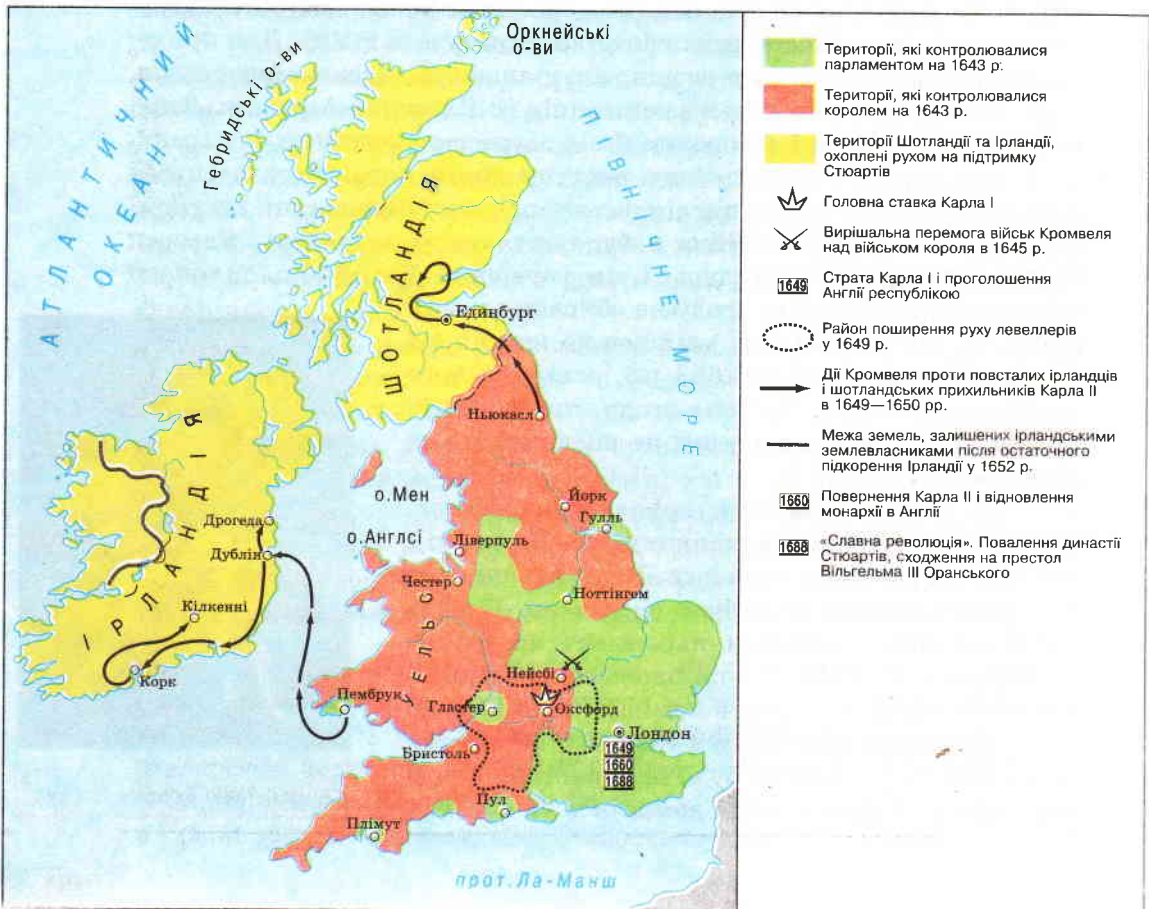 Оркнейські
о-ви
Гебридські о-ви
АТЛАНТИЧНИЙ
ОКЕАН
ПІВНІЧНЕ МОРЕ
ШОТЛАНДІЯ
Единбург
Ньюкасл
ІРЛАНДІЯ
о.Мен
Йорк
Гулль
Дрогеда
о.Англсі
Ліверпуль
Дублін
Честер
Ноттінгем
Кілкенні
УЕЛЬС
Нейсбі
Корк
Пембрук
Гластер
Оксфорд
Лондон
1649
1660
1688
Бристоль
Пул
Плімут
прот.Ла-Манш
Території, які контролювалися
парламентом на 1643 р.
Території, які контролювалися
королем на 1643 р.
Території Шотландії та Ірландії,
охоплені рухом на підтримку
Стюартів
Головна ставка Карла І
Вирішальна перемога військ Кромвеля
над військом короля в 1645 р.
1649 Страта Карла І і проголошення
Англії республікою
Район поширення руху левеллерів
у 1649 р.
Дії Кромвеля проти повсталих ірландців
і шотландських прихильників Карла ІІ
в 1649—1650 рр.
Межа земель, залишених ірландськими
землевласниками після остаточного
підкорення Ірландії у 1652 р.
1660 Повернення Карла ІІ і відновлення
монархії в Англії
1688 «Славна революція». Повалення династії
Стюартів, сходження на престол
Вільгельма ІІІ Оранського